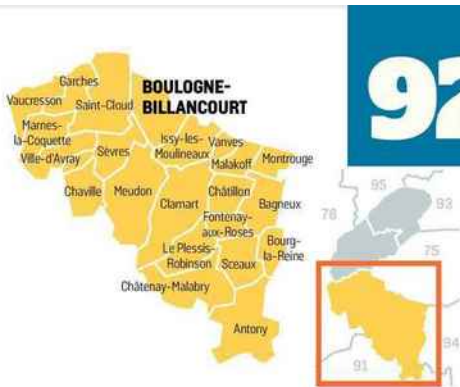 92
Garches
BOULOGNE-
BILLANCOURT
Vaucresson
Saint-Cloud
Marnes-
la-Coquette
Ville-d'Avray
Sèvres
Issy-les-
Moulineaux
Vanves
Malakoff
Montrouge
Chaville
Meudon
Clamart
Châtillon
Bagneux
Fontenay-
aux-Roses
Bourg-
la-Reine
Le Plessis-
Robinson
Sceaux
Châtenay-Malabry
Antony
95
78
93
75
94
91